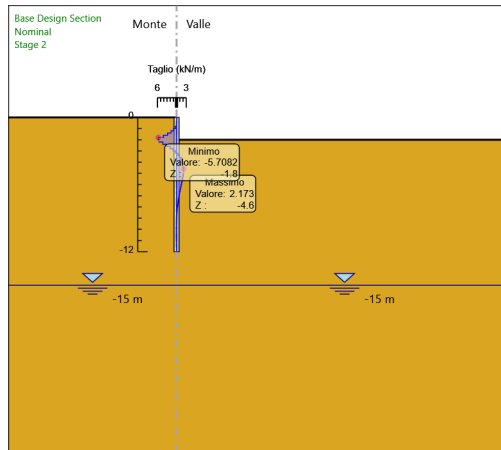 Base Design Section
Nominal
Stage 2
Monte
Valle
Taglio (kN/m)
6 3
0
Minimo
Valore: -5.7082
Z : -1.8
Massimo
Valore: 2.173
Z : -4.6
-12
-15 m
-15 m